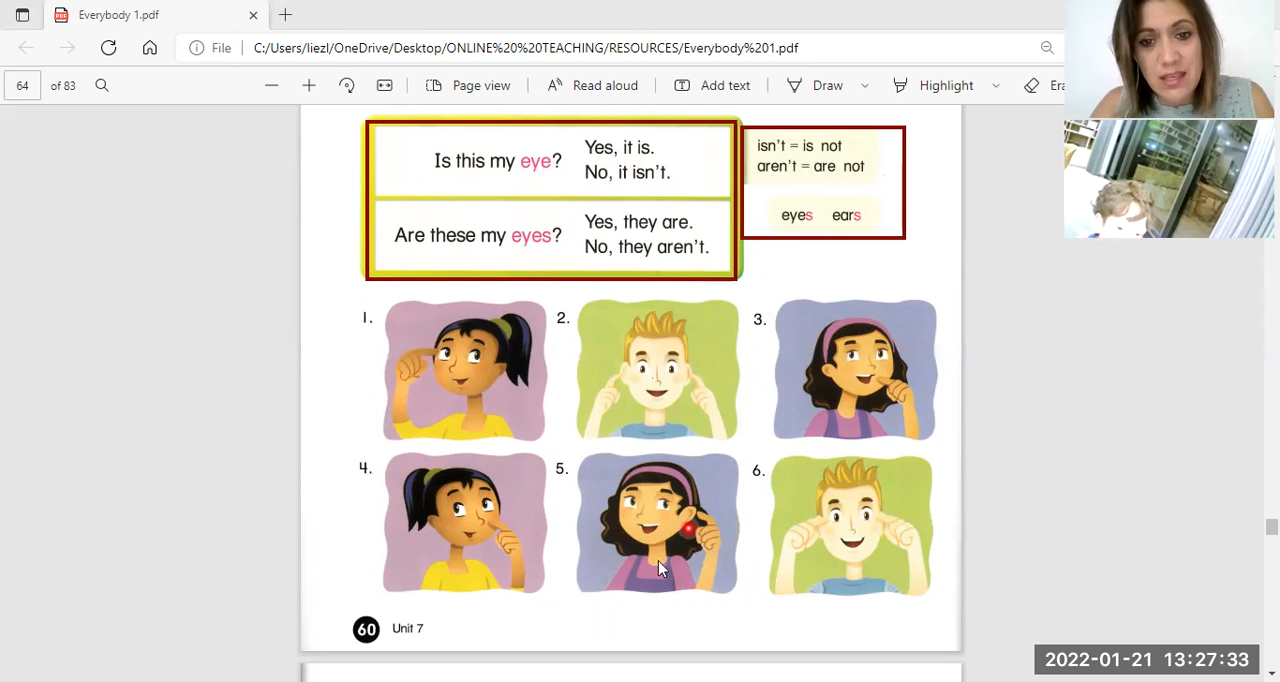 Everybody 1.pdf
File C:/Users/liezl/OneDrive/Desktop/ONLINE%20%20TEACHING/RESOURCES/Everybody%201.pdf
64 of 83 Page view Read aloud Add text Draw Highlight Era
Is this my eye? Yes, it is.
No, it isn't.
Are these my eyes? Yes, they are.
No, they aren't.
isn't = is not
aren't = are not
eyes ears
1. 2. 3.
4. 5. 6.
60 Unit 7
2022-01-21 13:27:33